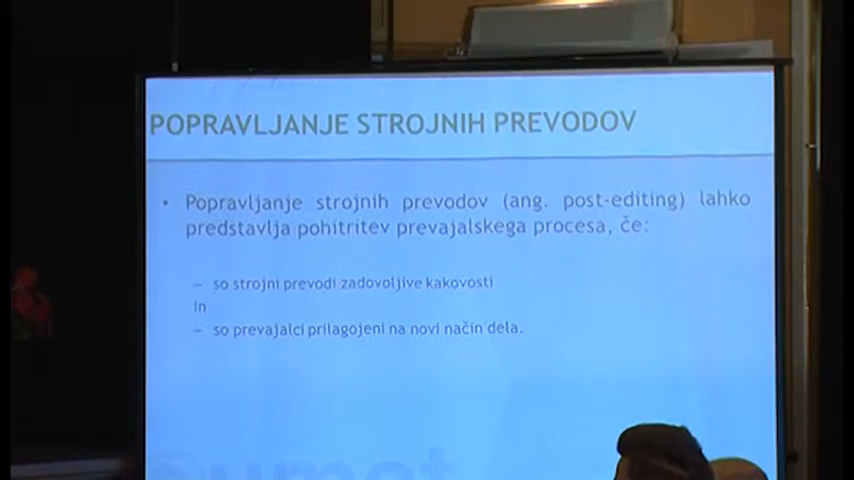 POPRAVLJANJE STROJNIH PREVODOV
• Popravljanje strojnih prevodov (ang. post-editing) lahko
predstavlja pohitritev prevajalskega procesa, če:
– so strojni prevodi zadovoljive kakovosti
in
– so prevajalci prilagojeni na novi način dela.